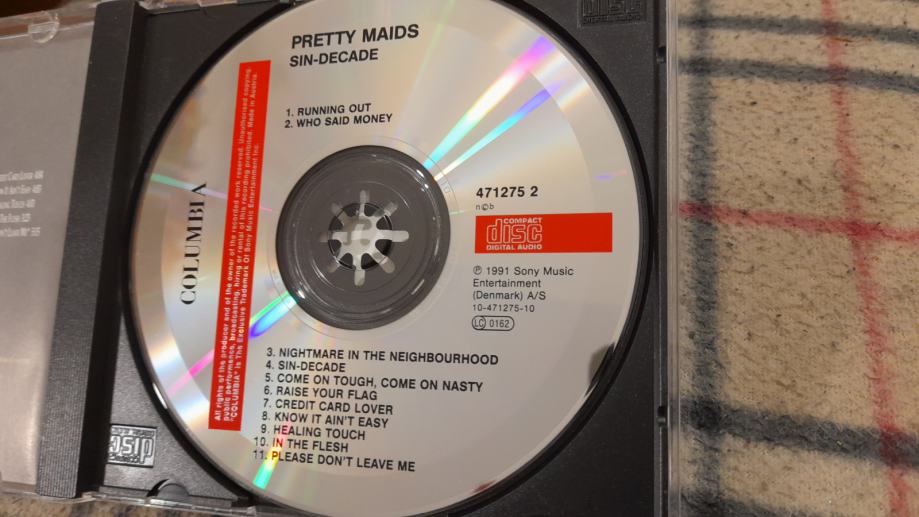 PRETTY MAIDS
SIN-DECADE
1. RUNNING OUT
2. WHO SAID MONEY
All rights of the producer and of the owner of the recorded work reserved. Unauthorised copying,
public performance, broadcasting, hiring or rental of this recording prohibited. Made in Austria.
"COLUMBIA" is The Exclusive Trademark Of Sony Music Entertainment Inc.
COLUMBIA
471275 2
n©b
COMPACT
disc
DIGITAL AUDIO
℗ 1991 Sony Music
Entertainment
(Denmark) A/S
10-471275-10
LC 0162
3. NIGHTMARE IN THE NEIGHBOURHOOD
4. SIN-DECADE
5. COME ON TOUGH, COME ON NASTY
6. RAISE YOUR FLAG
7. CREDIT CARD LOVER
8. KNOW IT AIN'T EASY
9. HEALING TOUCH
10. IN THE FLESH
11. PLEASE DON'T LEAVE ME
disc